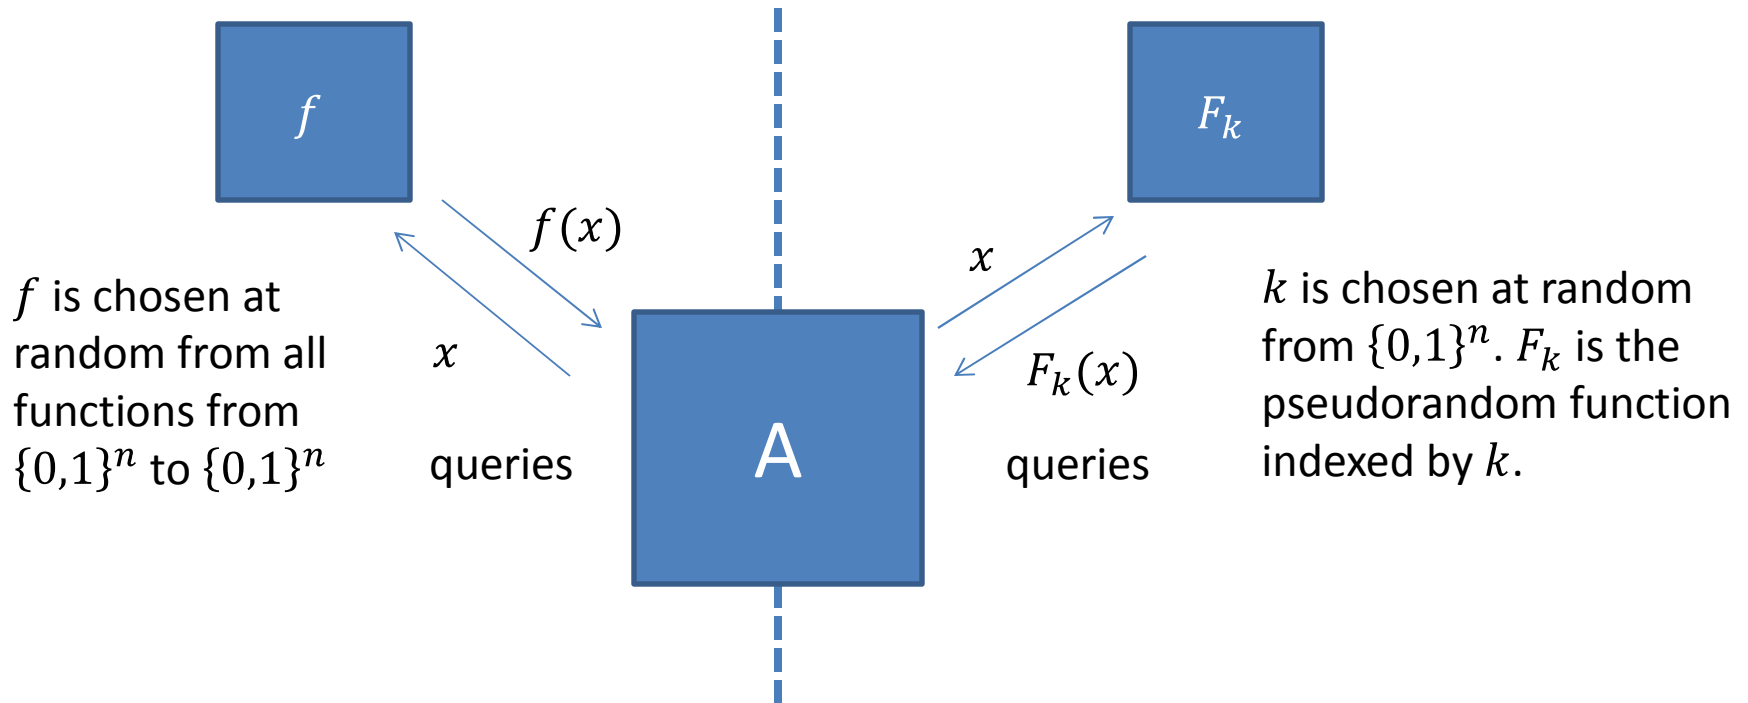 f
F_k
f(x)
x
x
F_k(x)
f is chosen at
random from all
functions from
{0,1}^n to {0,1}^n
queries
A
queries
k is chosen at random
from {0,1}^n. F_k is the
pseudorandom function
indexed by k.